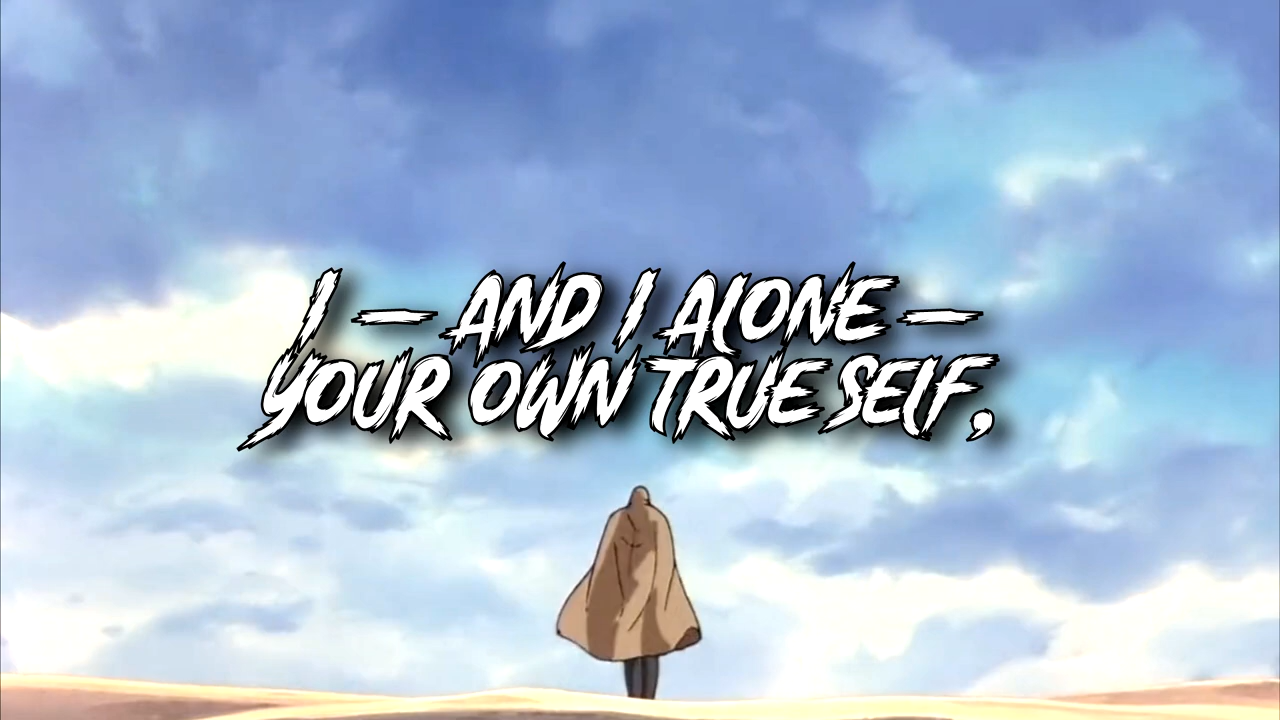 I – AND I ALONE –
YOUR OWN TRUE SELF,